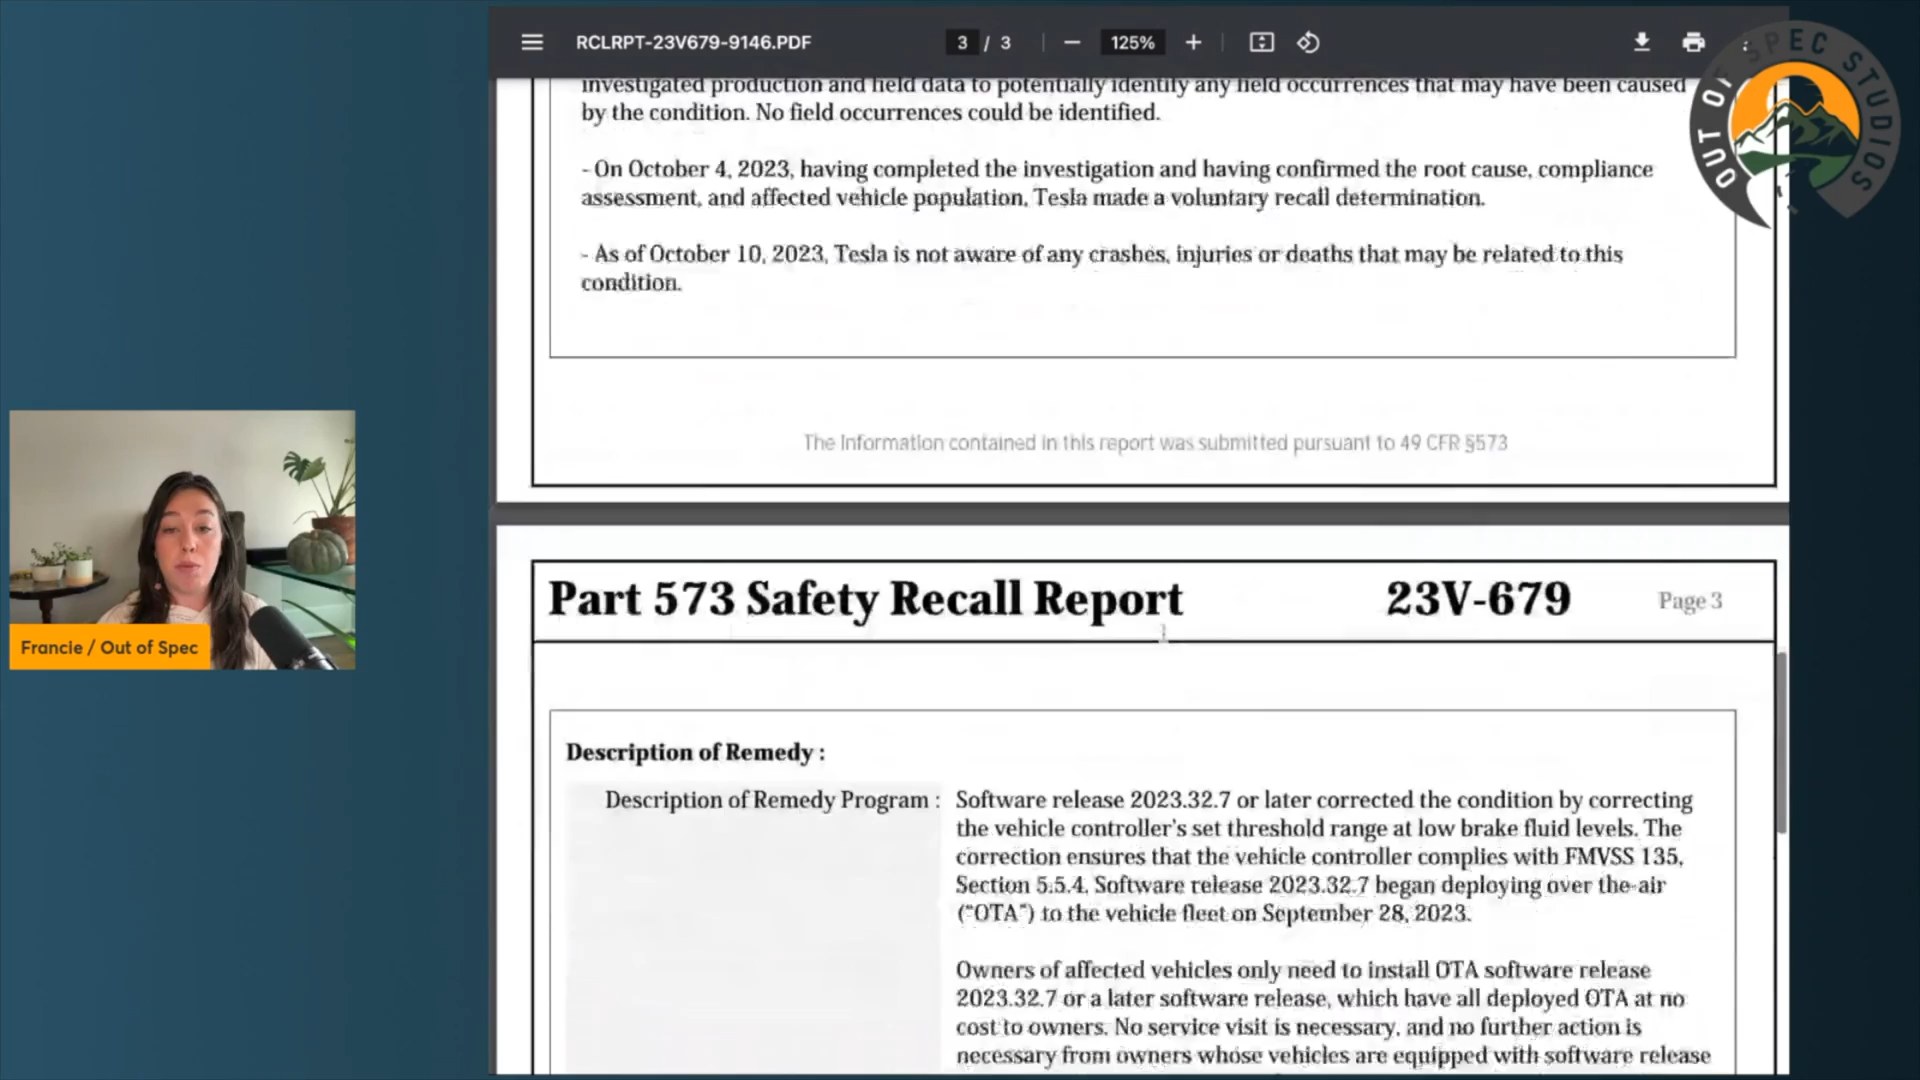 RCLRPT-23V679-9146.PDF
3 / 3
125%
OUT OF SPEC STUDIOS
investigated production and field data to potentially identify any field occurrences that may have been caused
by the condition. No field occurrences could be identified.
- On October 4, 2023, having completed the investigation and having confirmed the root cause, compliance
assessment, and affected vehicle population, Tesla made a voluntary recall determination.
- As of October 10, 2023, Tesla is not aware of any crashes, injuries or deaths that may be related to this
condition.
The Information contained in this report was submitted pursuant to 49 CFR §573
Part 573 Safety Recall Report
23V-679
Page 3
Description of Remedy :
Description of Remedy Program : Software release 2023.32.7 or later corrected the condition by correcting
the vehicle controller's set threshold range at low brake fluid levels. The
correction ensures that the vehicle controller complies with FMVSS 135,
Section 5.5.4. Software release 2023.32.7 began deploying over-the-air
("OTA") to the vehicle fleet on September 28, 2023.
Owners of affected vehicles only need to install OTA software release
2023.32.7 or a later software release, which have all deployed OTA at no
cost to owners. No service visit is necessary, and no further action is
necessary from owners whose vehicles are equipped with software release
Francie / Out of Spec